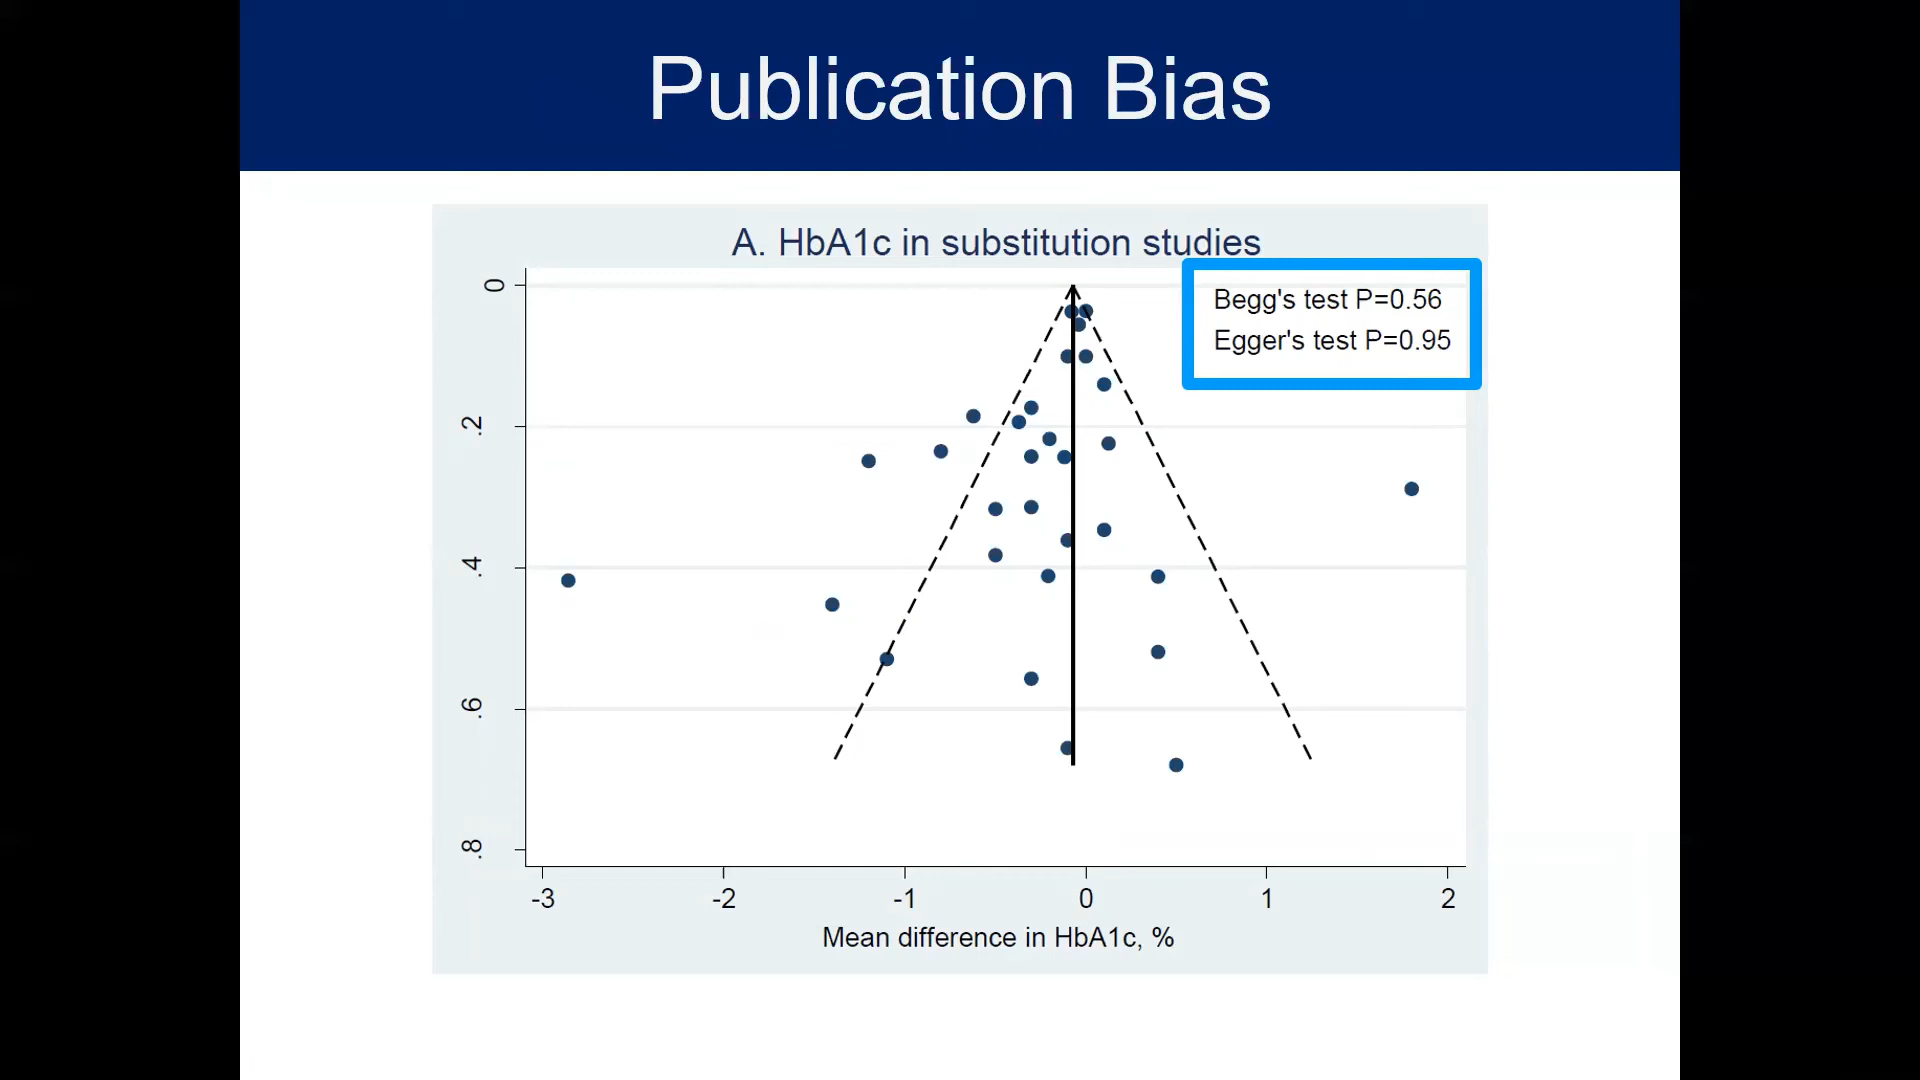 Publication Bias
A. HbA1c in substitution studies
Begg's test P=0.56
Egger's test P=0.95
0
.2
.4
.6
.8
-3 -2 -1 0 1 2
Mean difference in HbA1c, %